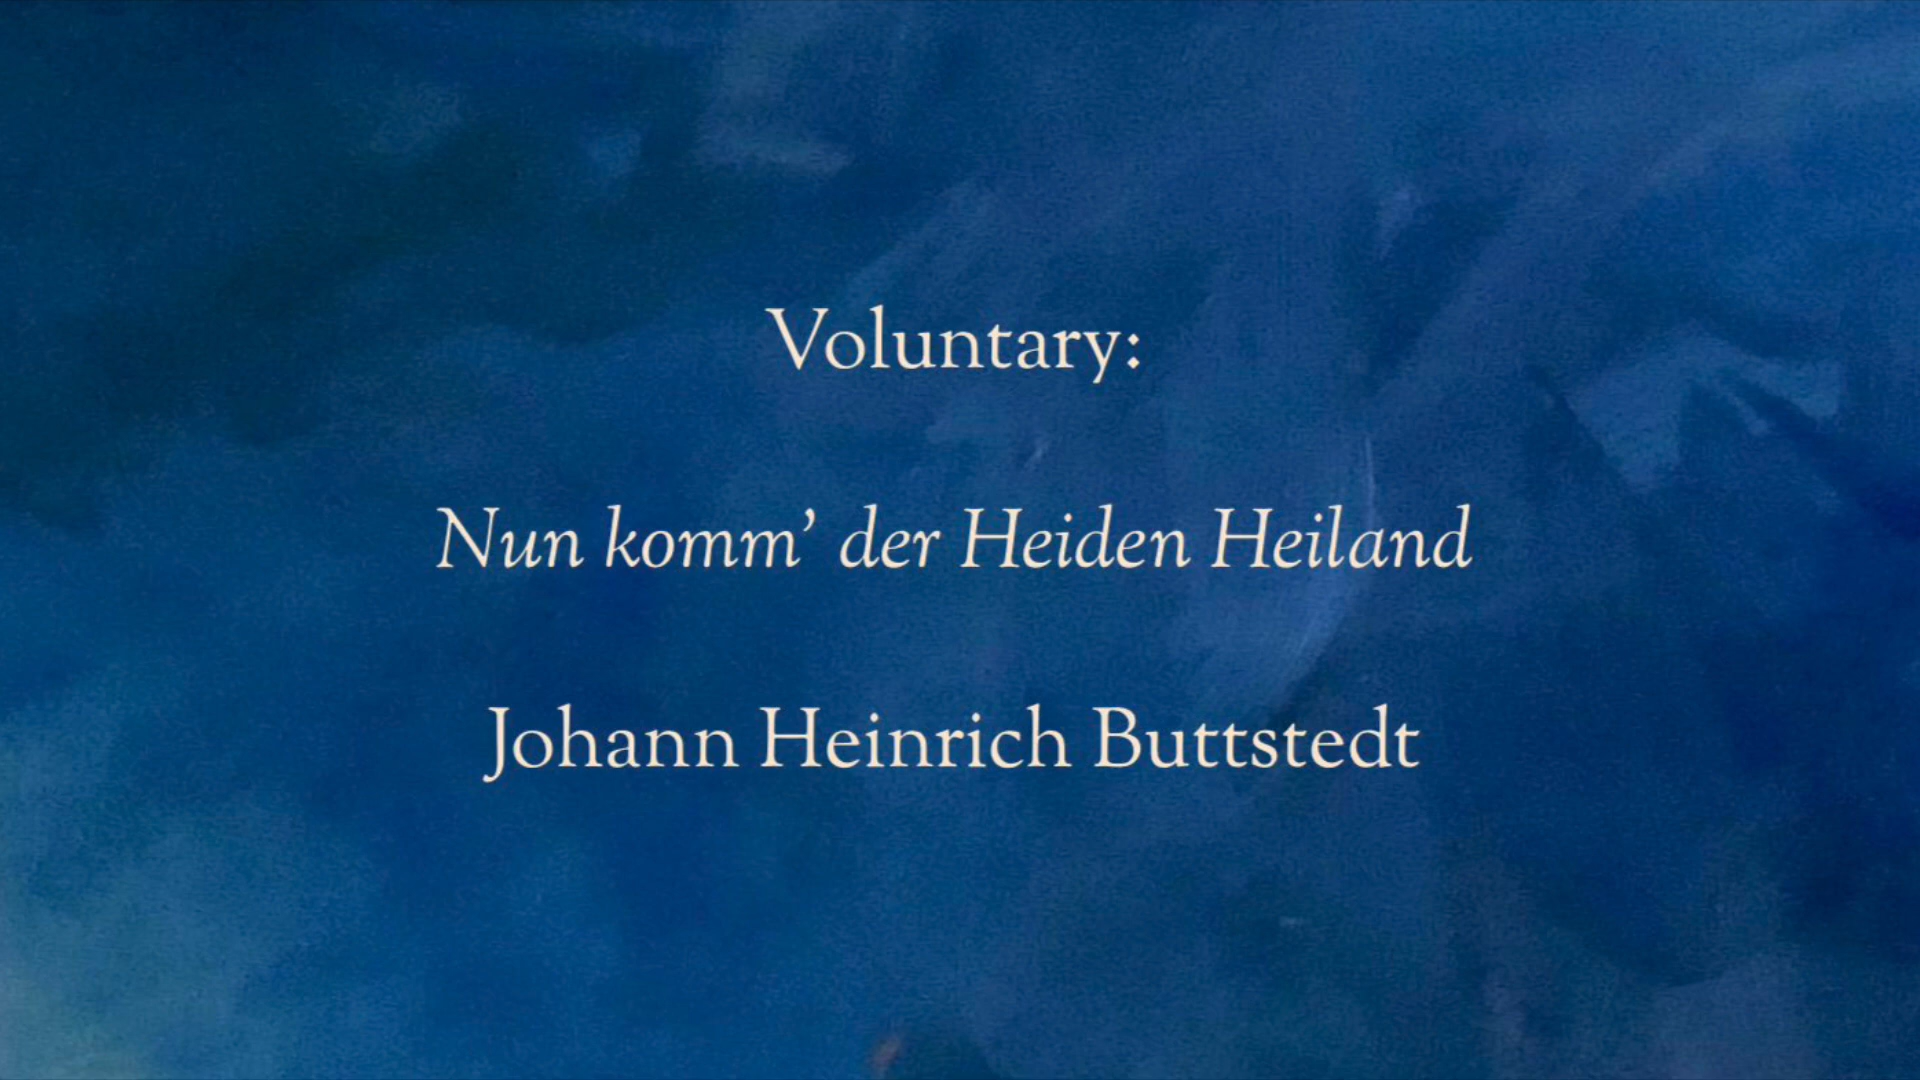 Voluntary:
Nun komm’ der Heiden Heiland
Johann Heinrich Buttstedt